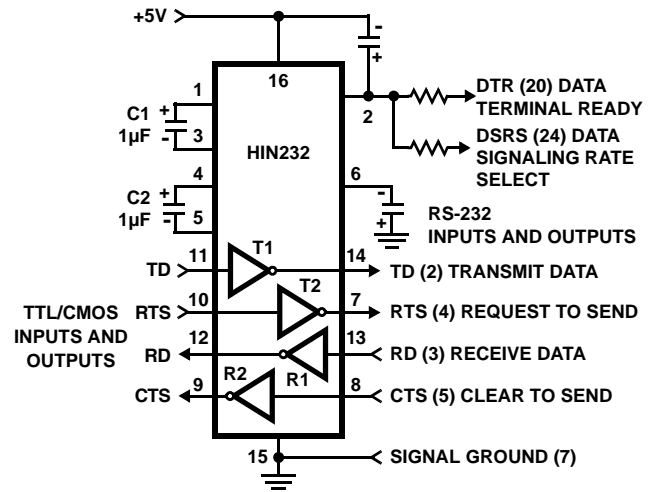 +5V
-
+
16
1
C1 +
1µF -
3
HIN232
2
DTR (20) DATA
TERMINAL READY
DSRS (24) DATA
SIGNALING RATE
SELECT
4
C2 +
1µF -
5
6
-
+
RS-232
INPUTS AND OUTPUTS
TD
11
T1
14
TD (2) TRANSMIT DATA
TTL/CMOS
INPUTS AND
OUTPUTS
RTS
10
T2
7
RTS (4) REQUEST TO SEND
RD
12
R1
13
RD (3) RECEIVE DATA
CTS
9
R2
8
CTS (5) CLEAR TO SEND
15
SIGNAL GROUND (7)